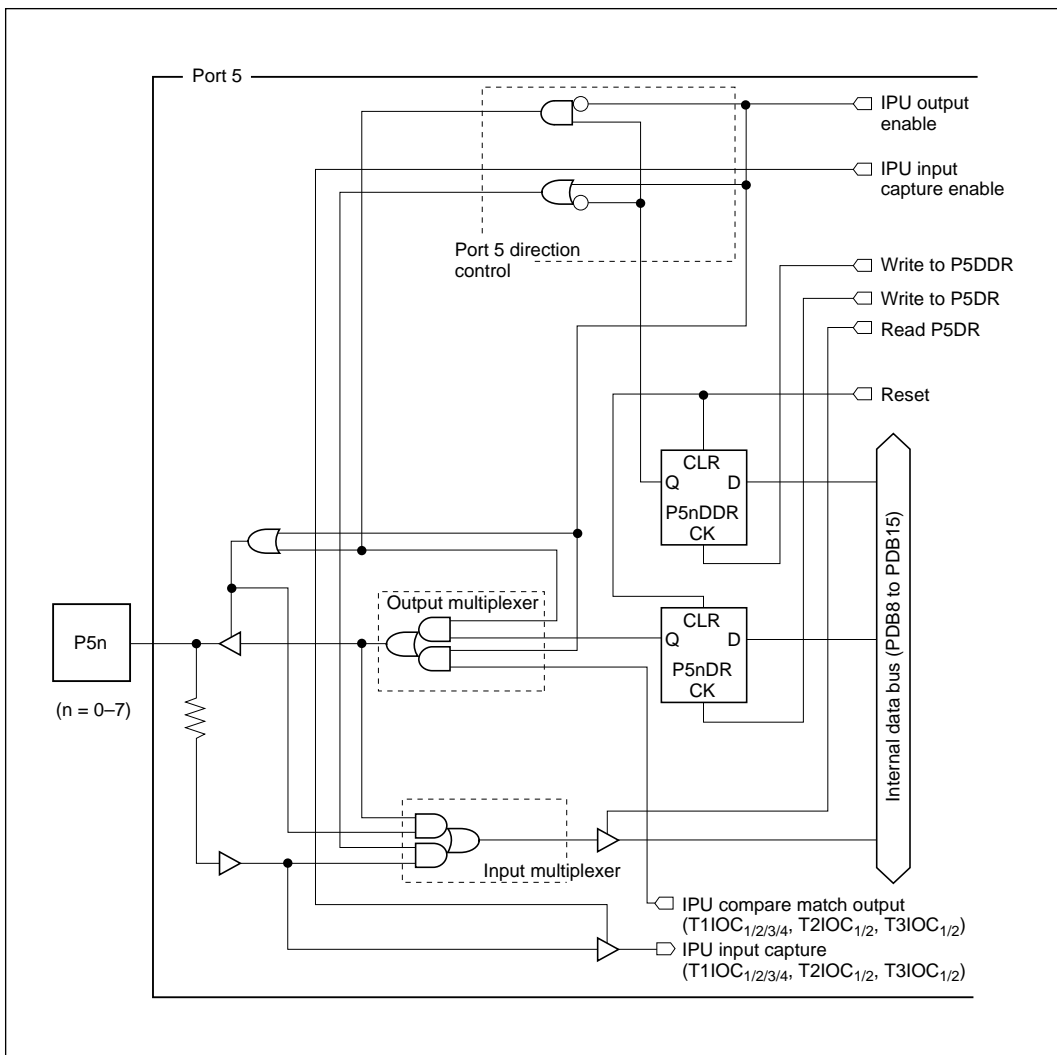 Port 5
IPU output
enable
IPU input
capture enable
Port 5 direction
control
Write to P5DDR
Write to P5DR
Read P5DR
Reset
CLR
Q D
P5nDDR
CK
Output multiplexer
CLR
Q D
P5nDR
CK
P5n
(n = 0–7)
Internal data bus (PDB8 to PDB15)
Input multiplexer
IPU compare match output
(T1IOC1/2/3/4, T2IOC1/2, T3IOC1/2)
IPU input capture
(T1IOC1/2/3/4, T2IOC1/2, T3IOC1/2)